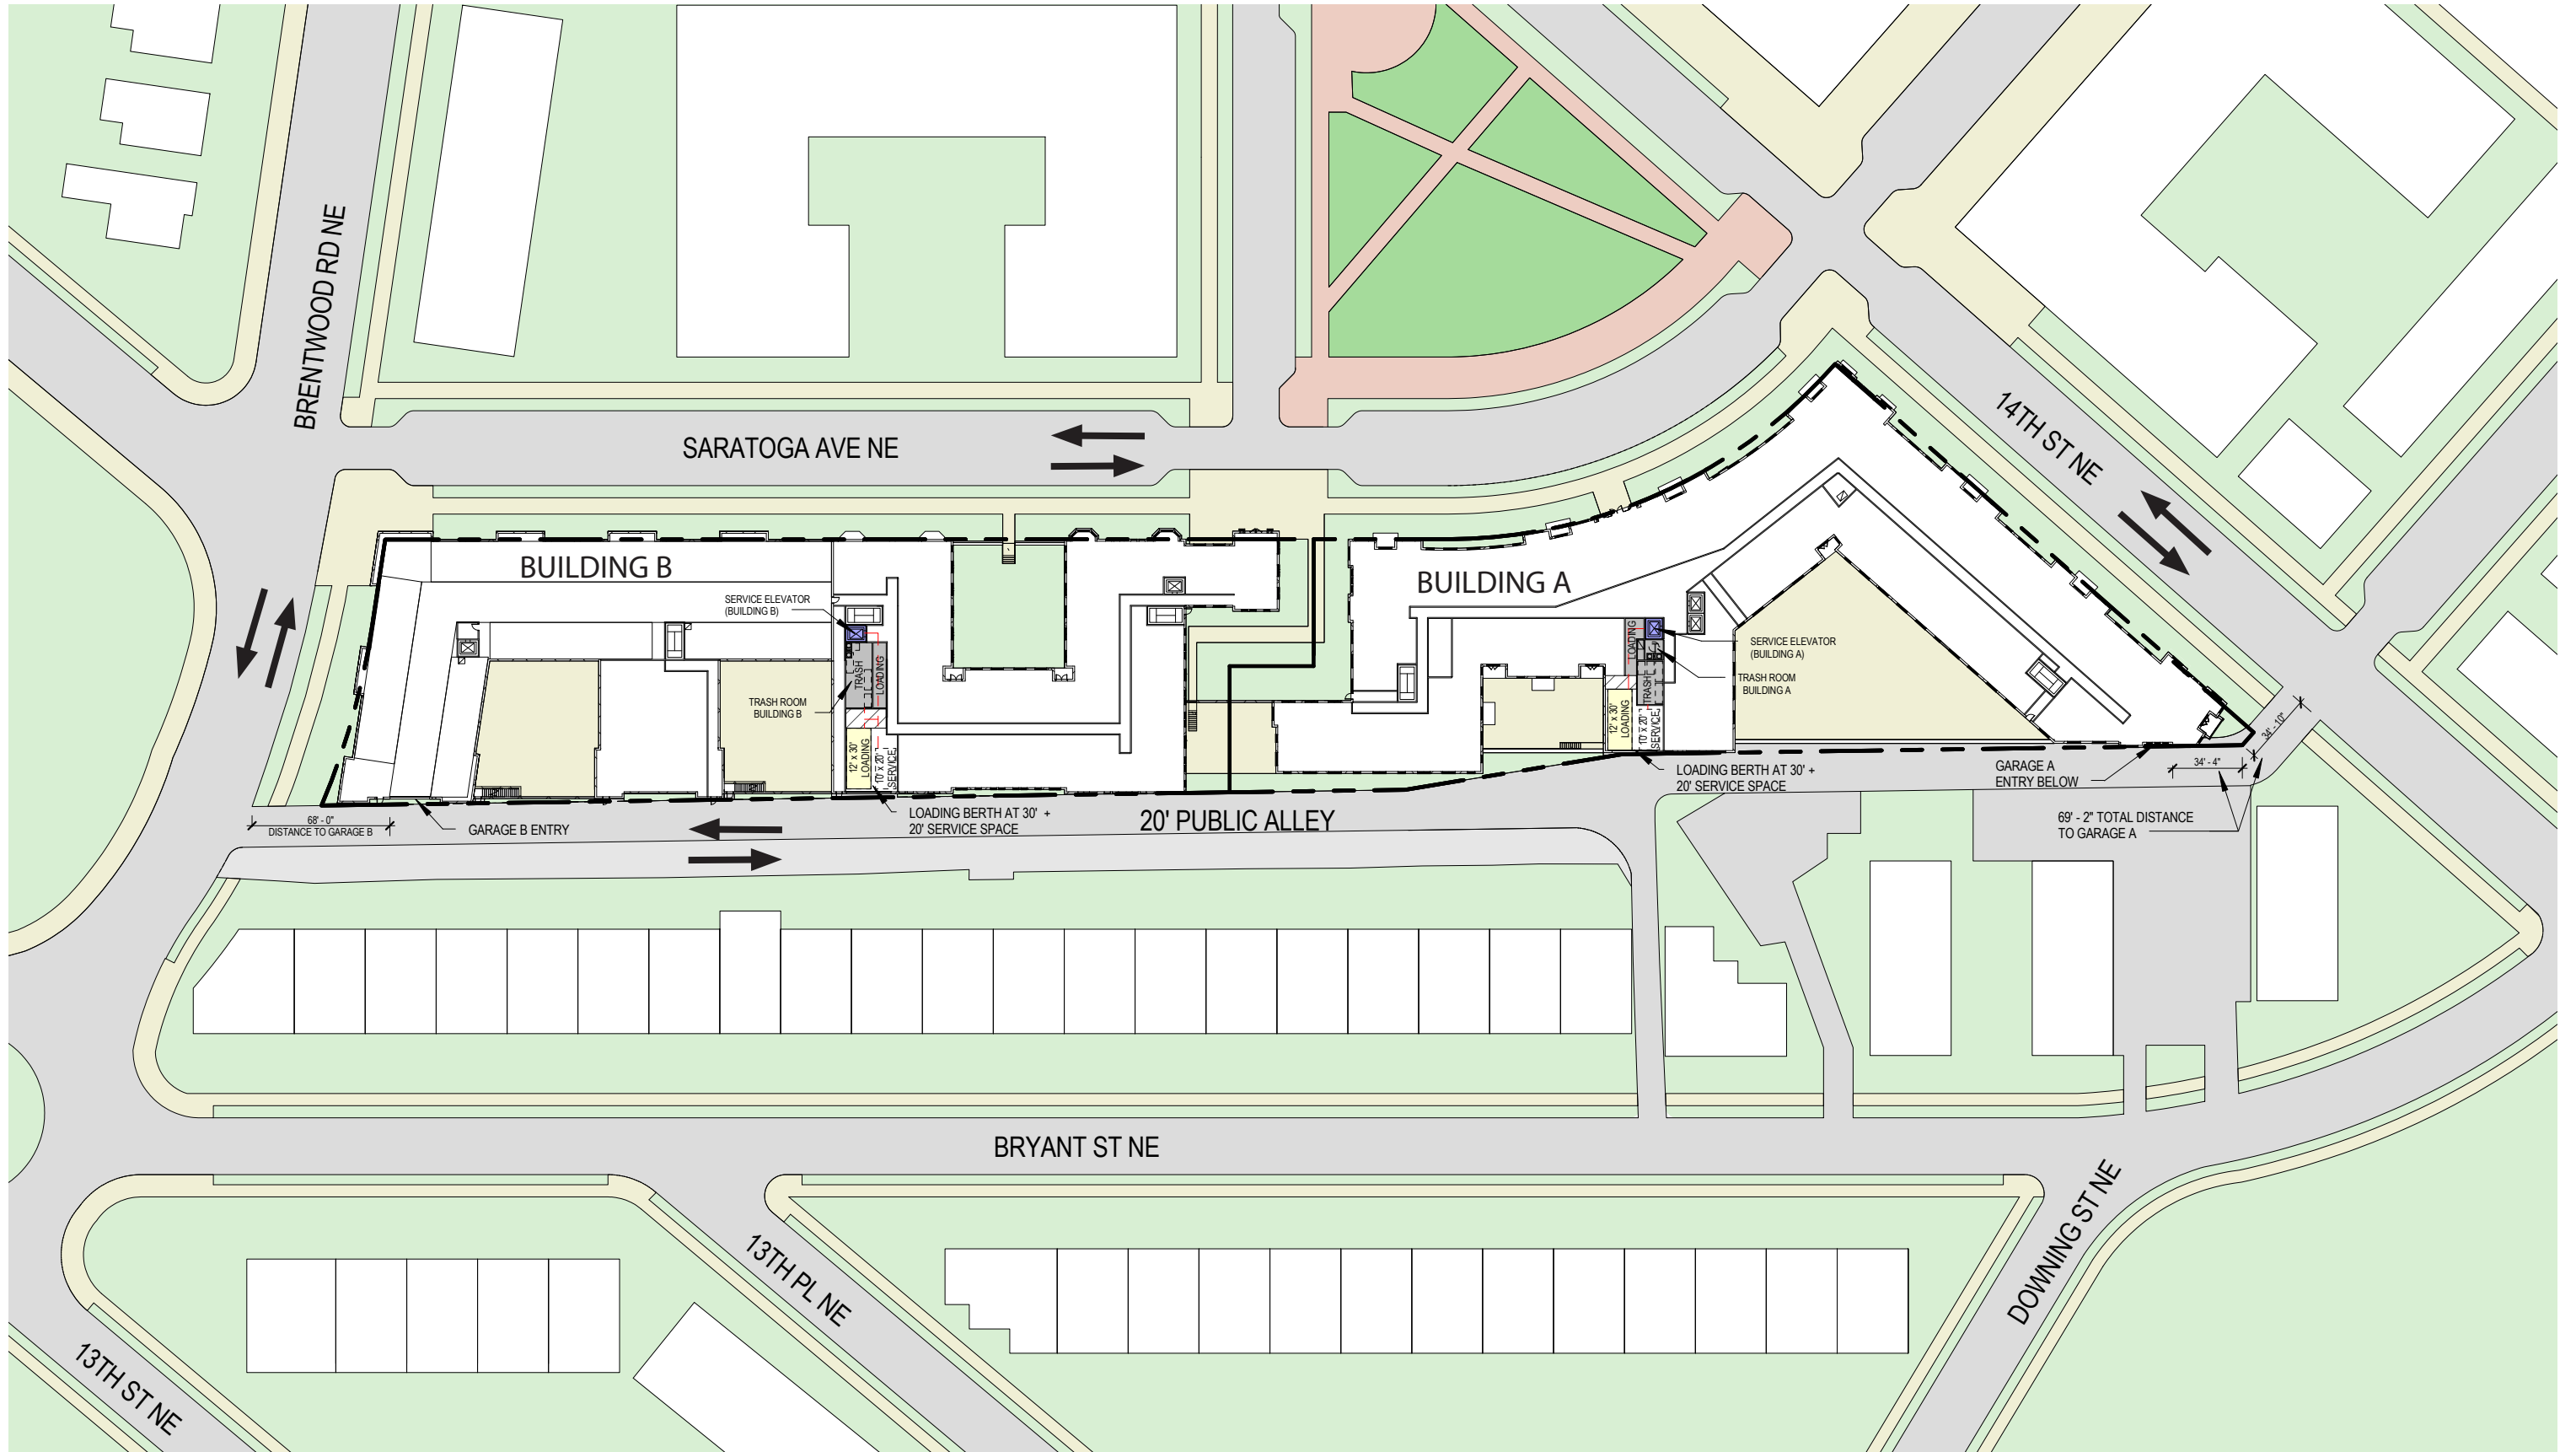 BRENTWOOD RD NE
SARATOGA AVE NE
14TH ST NE
BUILDING B
BUILDING A
SERVICE ELEVATOR
(BUILDING B)
TRASH
LOADING
TRASH ROOM
BUILDING B
12' x 30'
LOADING
10' x 20'
SERVICE
LOADING
TRASH
SERVICE ELEVATOR
(BUILDING A)
TRASH ROOM
BUILDING A
12' x 30'
LOADING
10' x 20'
SERVICE
LOADING BERTH AT 30' +
20' SERVICE SPACE
GARAGE A
ENTRY BELOW
34' - 10"
34' - 4"
69' - 2" TOTAL DISTANCE
TO GARAGE A
68' - 0"
DISTANCE TO GARAGE B
GARAGE B ENTRY
LOADING BERTH AT 30' +
20' SERVICE SPACE
20' PUBLIC ALLEY
BRYANT ST NE
13TH PL NE
13TH ST NE
DOWNING ST NE